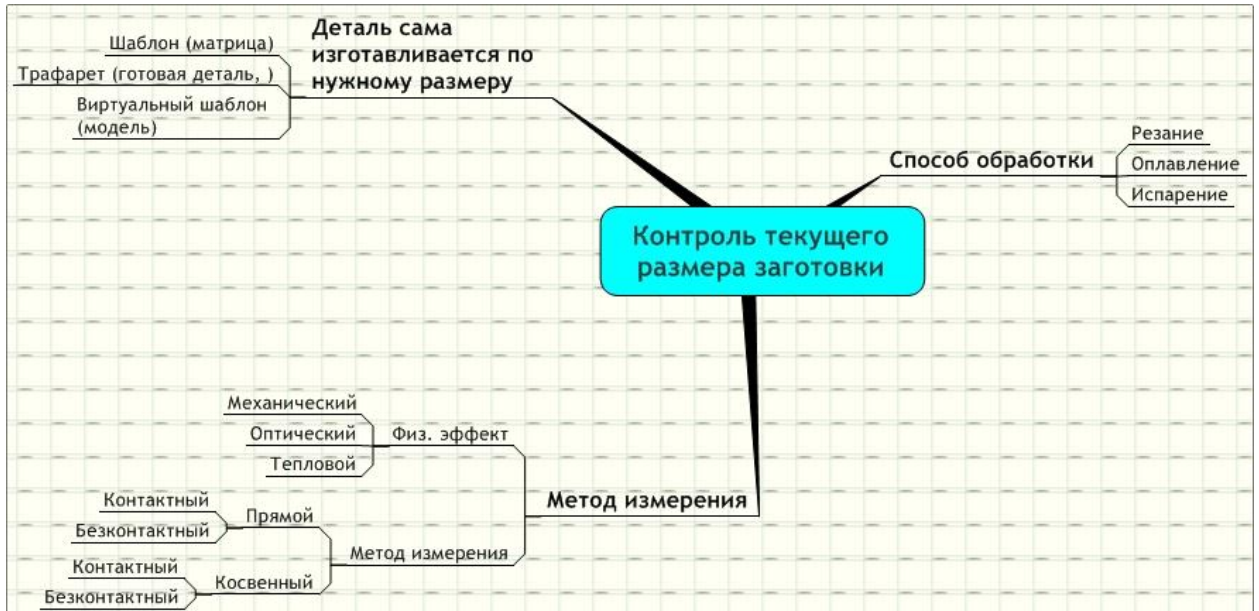 Деталь сама
изготавливается по
нужному размеру
Шаблон (матрица)
Трафарет (готовая деталь, )
Виртуальный шаблон
(модель)
Способ обработки
Резание
Оплавление
Испарение
Контроль текущего
размера заготовки
Метод измерения
Физ. эффект
Механический
Оптический
Тепловой
Метод измерения
Прямой
Контактный
Безконтактный
Косвенный
Контактный
Безконтактный